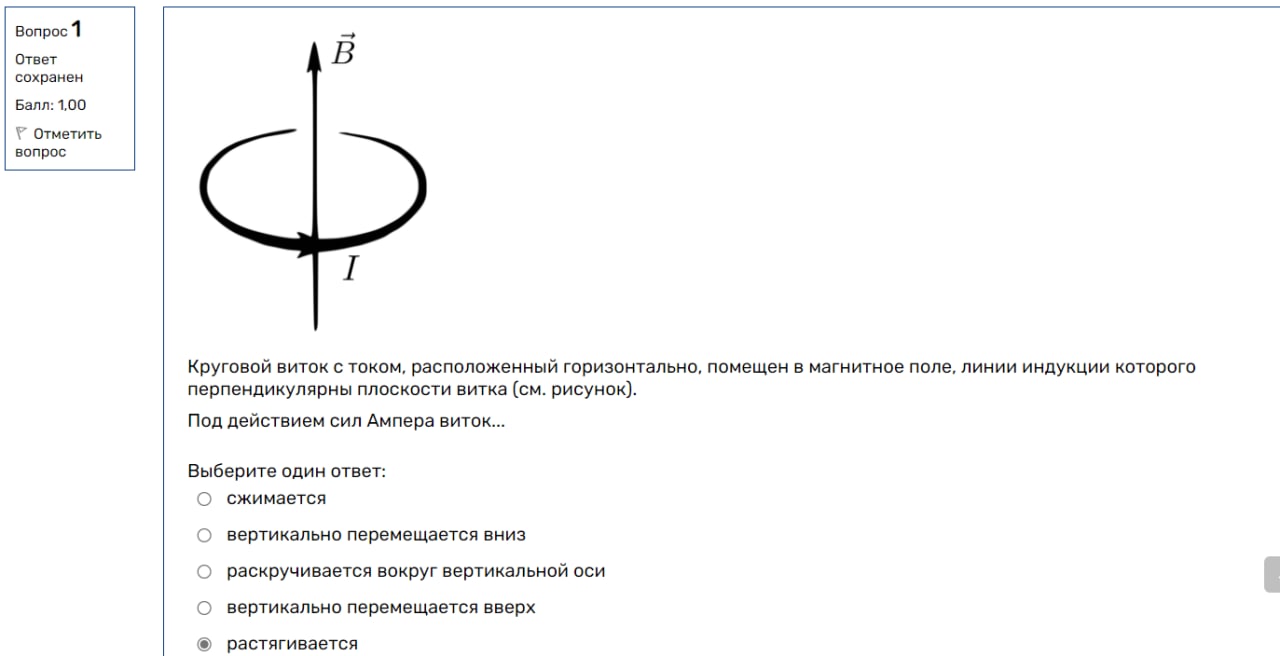 Вопрос 1
Ответ
сохранен
Балл: 1,00
Отметить
вопрос
B⃗
I
Круговой виток с током, расположенный горизонтально, помещен в магнитное поле, линии индукции которого
перпендикулярны плоскости витка (см. рисунок).
Под действием сил Ампера виток...
Выберите один ответ:
сжимается
вертикально перемещается вниз
раскручивается вокруг вертикальной оси
вертикально перемещается вверх
растягивается